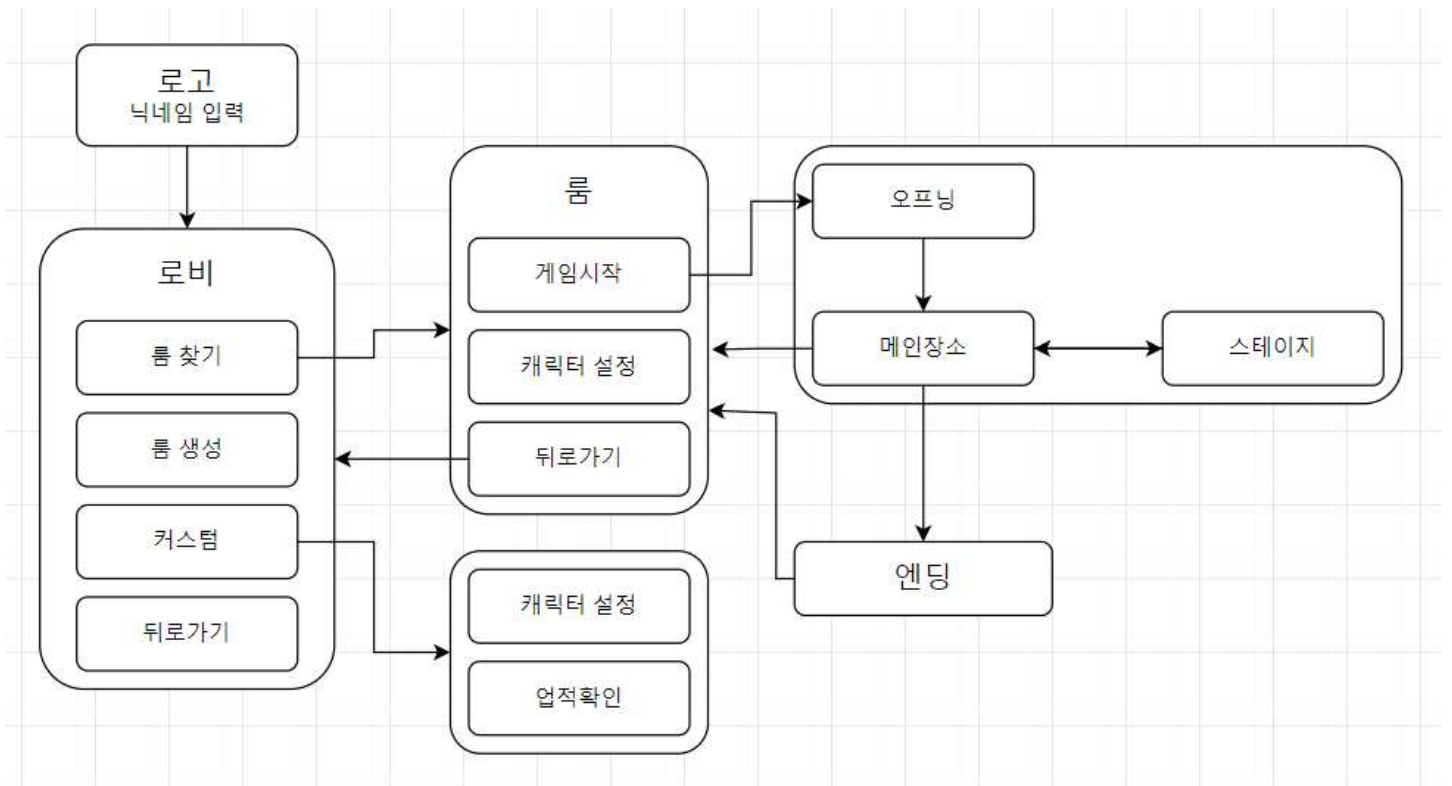 로고
닉네임 입력
로비
룸 찾기
룸 생성
커스텀
뒤로가기
룸
게임시작
캐릭터 설정
뒤로가기
캐릭터 설정
업적확인
오프닝
메인장소
스테이지
엔딩